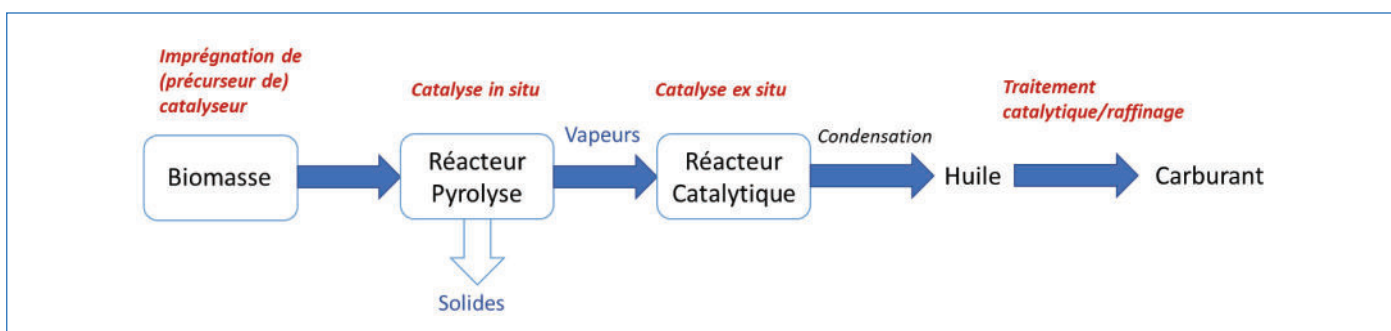 Imprégnation de
(précurseur de)
catalyseur
Catalyse in situ
Catalyse ex situ
Traitement
catalytique/raffinage
Biomasse
Réacteur
Pyrolyse
Vapeurs
Réacteur
Catalytique
Condensation
Huile
Carburant
Solides